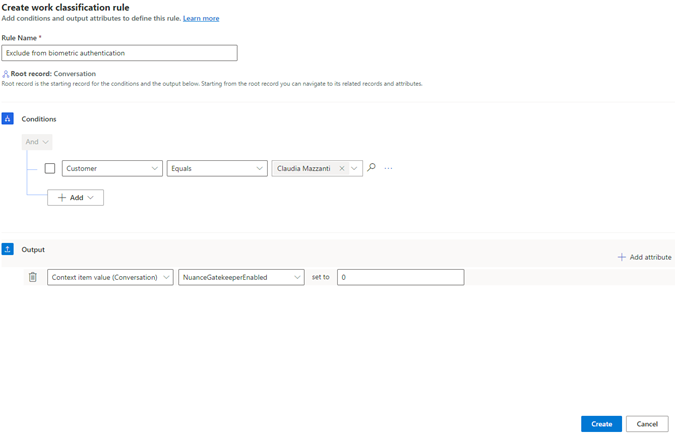 Create work classification rule
Add conditions and output attributes to define this rule. Learn more
Rule Name *
Exclude from biometric authentication
Root record: Conversation
Root record is the starting record for the conditions and the output below. Starting from the root record you can navigate to its related records and attributes.
Conditions
And
Customer Equals Claudia Mazzanti
Add
Output
Add attribute
Context item value (Conversation) NuanceGatekeeperEnabled set to 0
Create Cancel